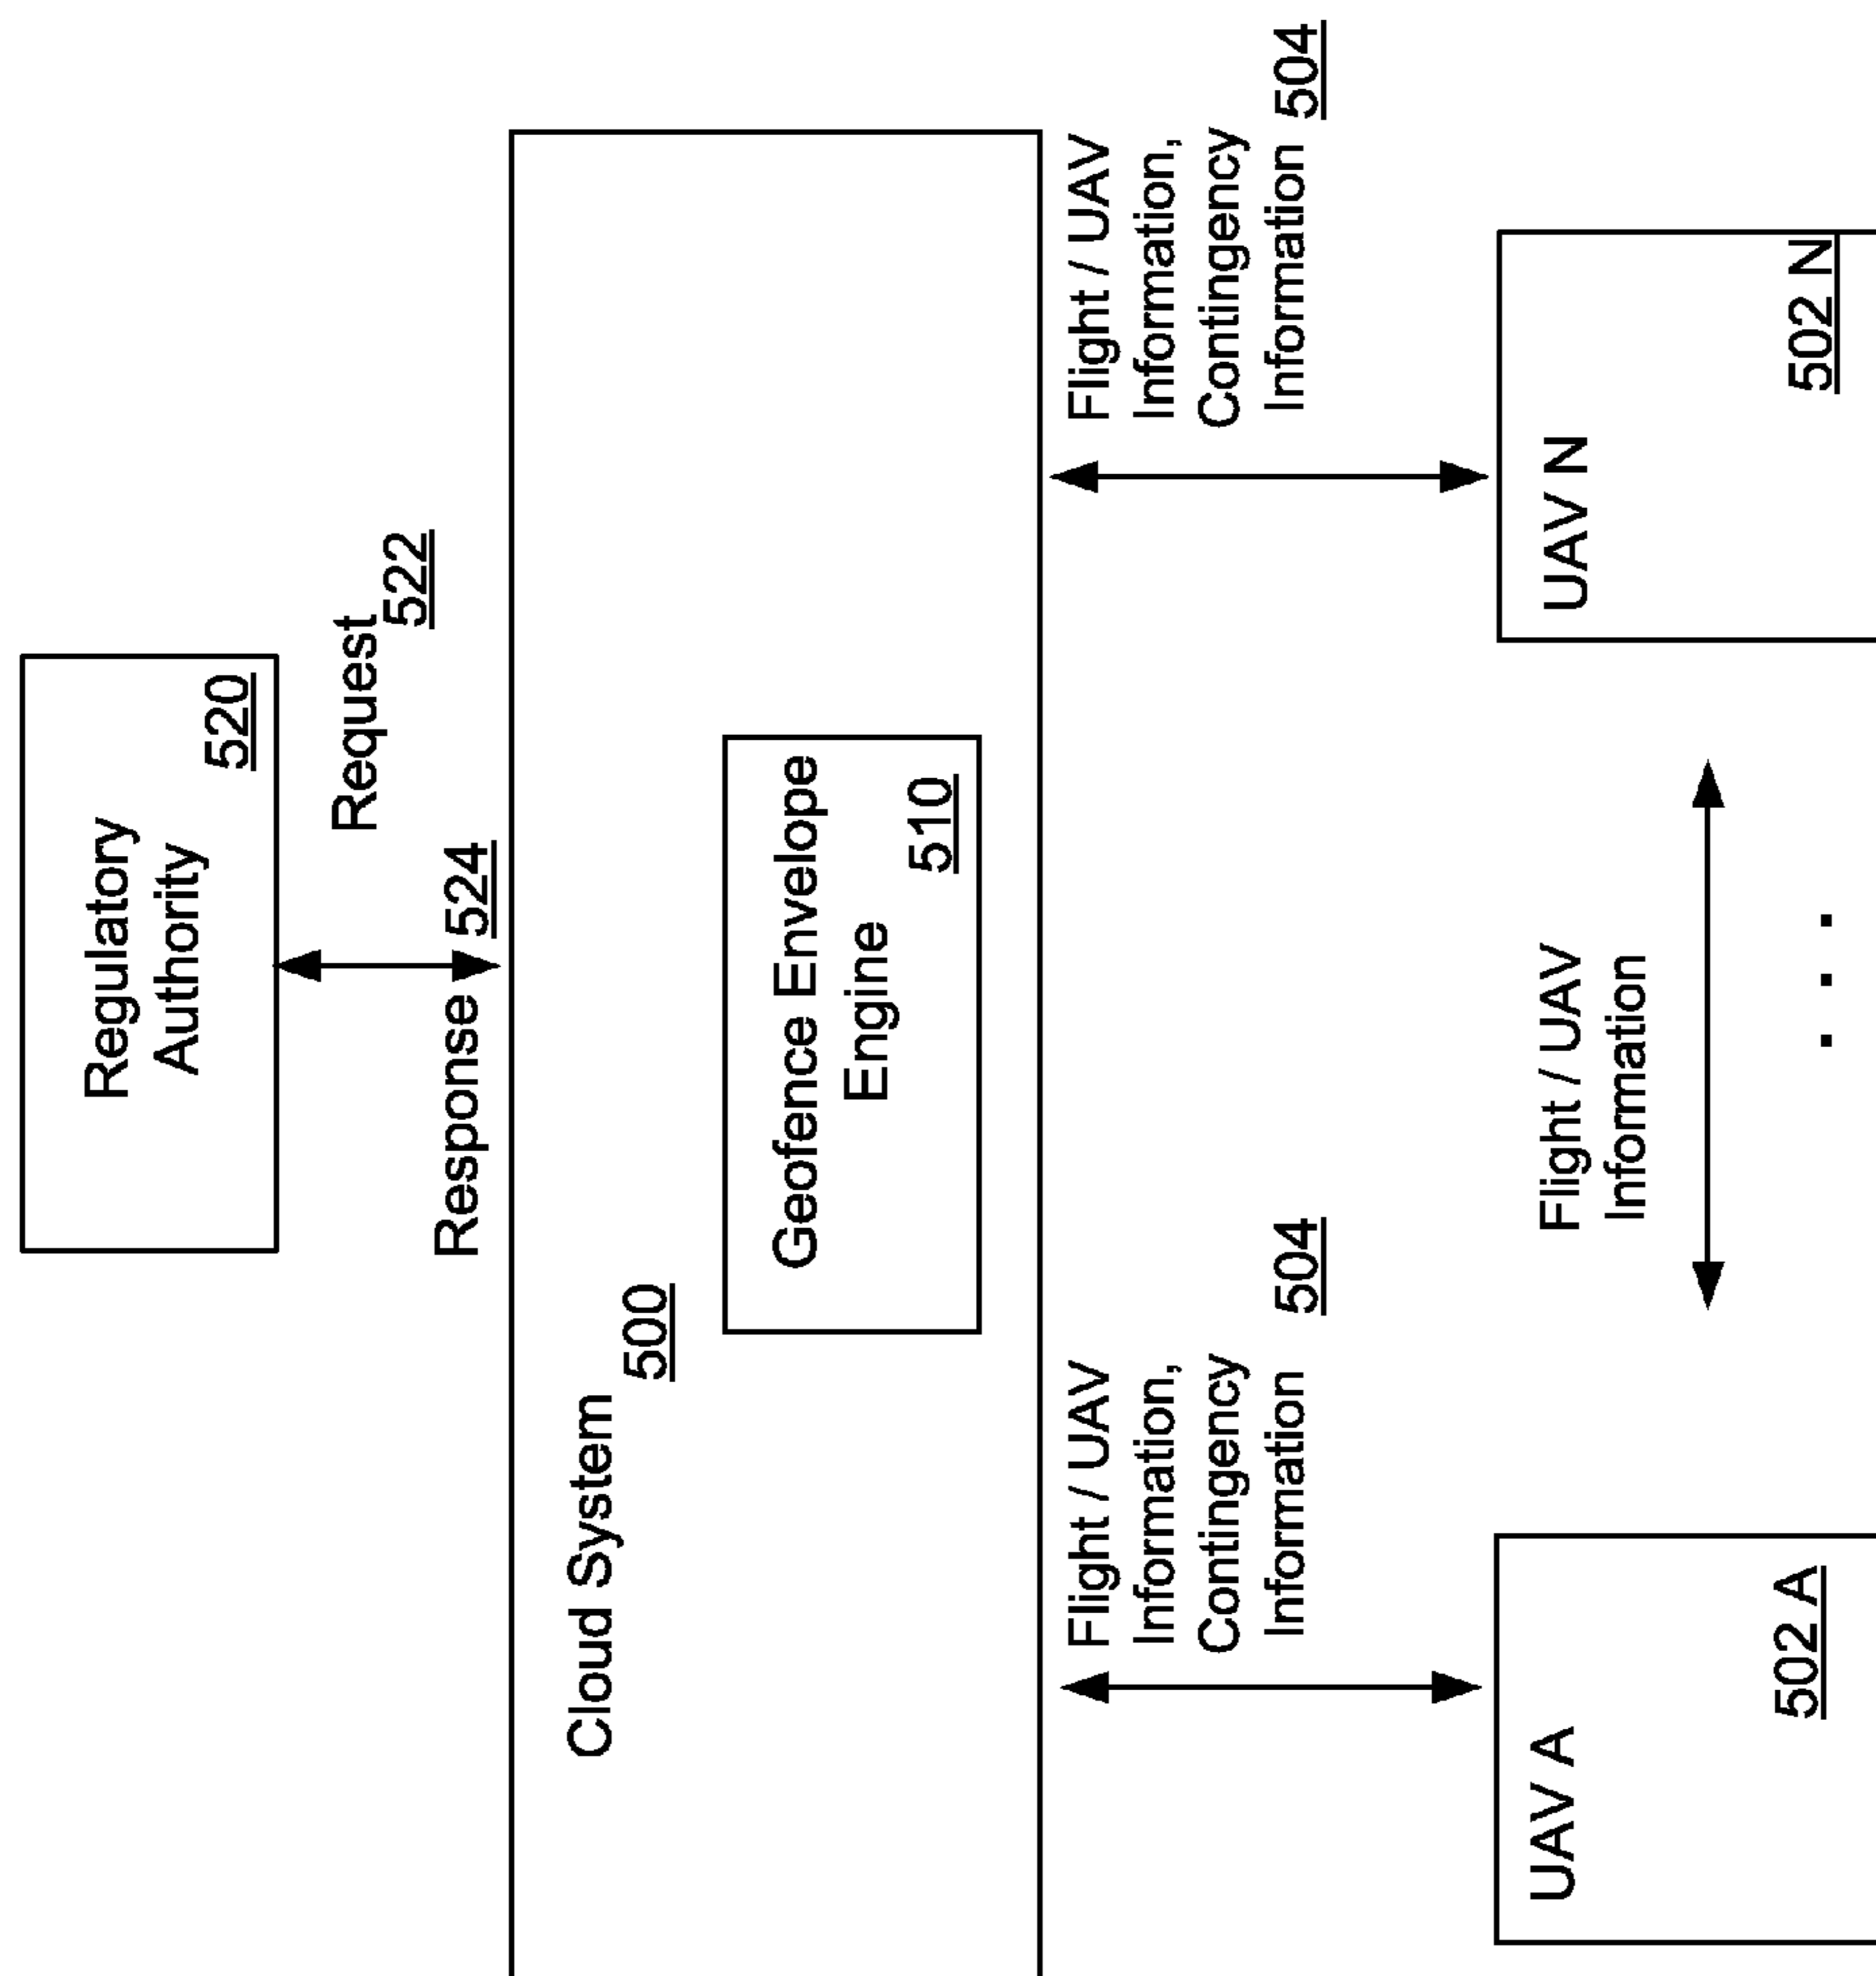 Regulatory
Authority
520
Request
522
Response 524
Cloud System
500
Geofence Envelope
Engine
510
Flight / UAV
Information,
Contingency
Information 504
Flight / UAV
Information,
Contingency
Information 504
UAV A
502 A
Flight / UAV
Information
. . .
UAV N
502 N